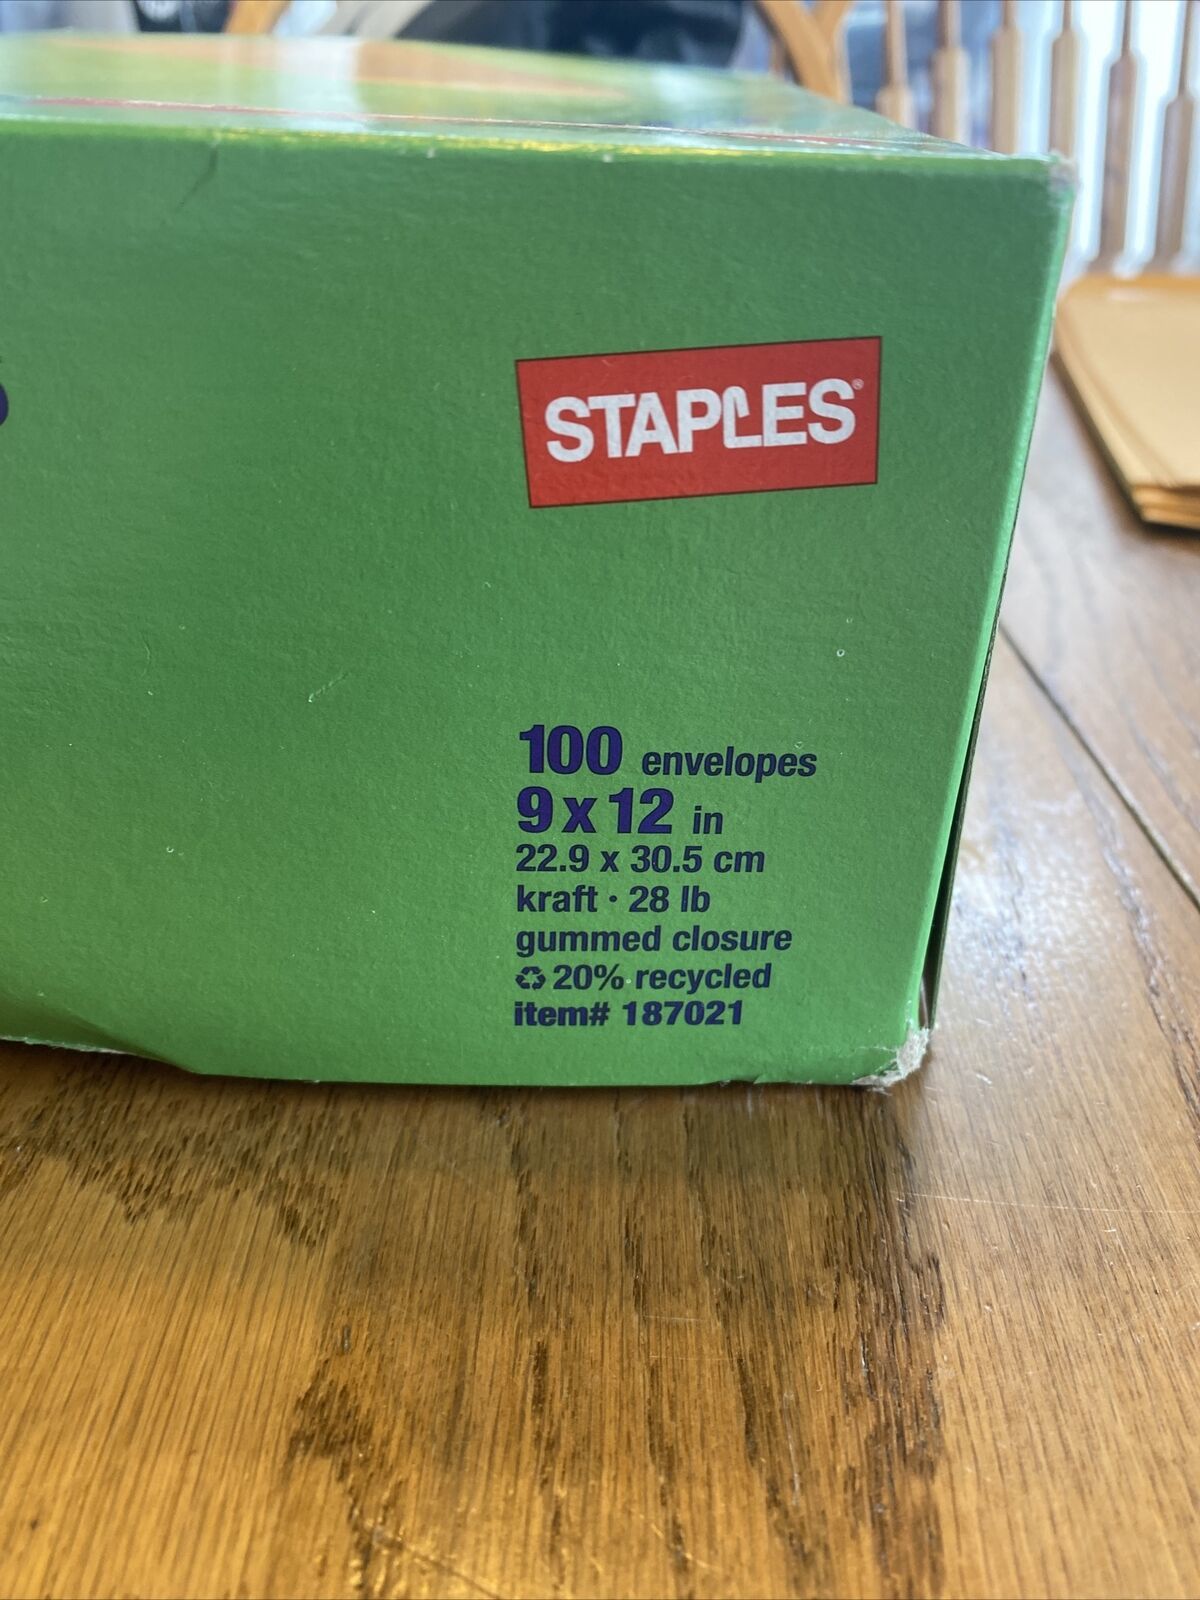 STAPLES®
100 envelopes
9 x 12 in
22.9 x 30.5 cm
kraft · 28 lb
gummed closure
♻ 20% recycled
item# 187021